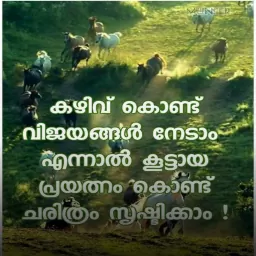 കഴിവ് കൊണ്ട്
വിജയങ്ങൾ നേടാം
എന്നാൽ കൂട്ടായ
പ്രയത്നം കൊണ്ട്
ചരിത്രം സൃഷ്ടിക്കാം !